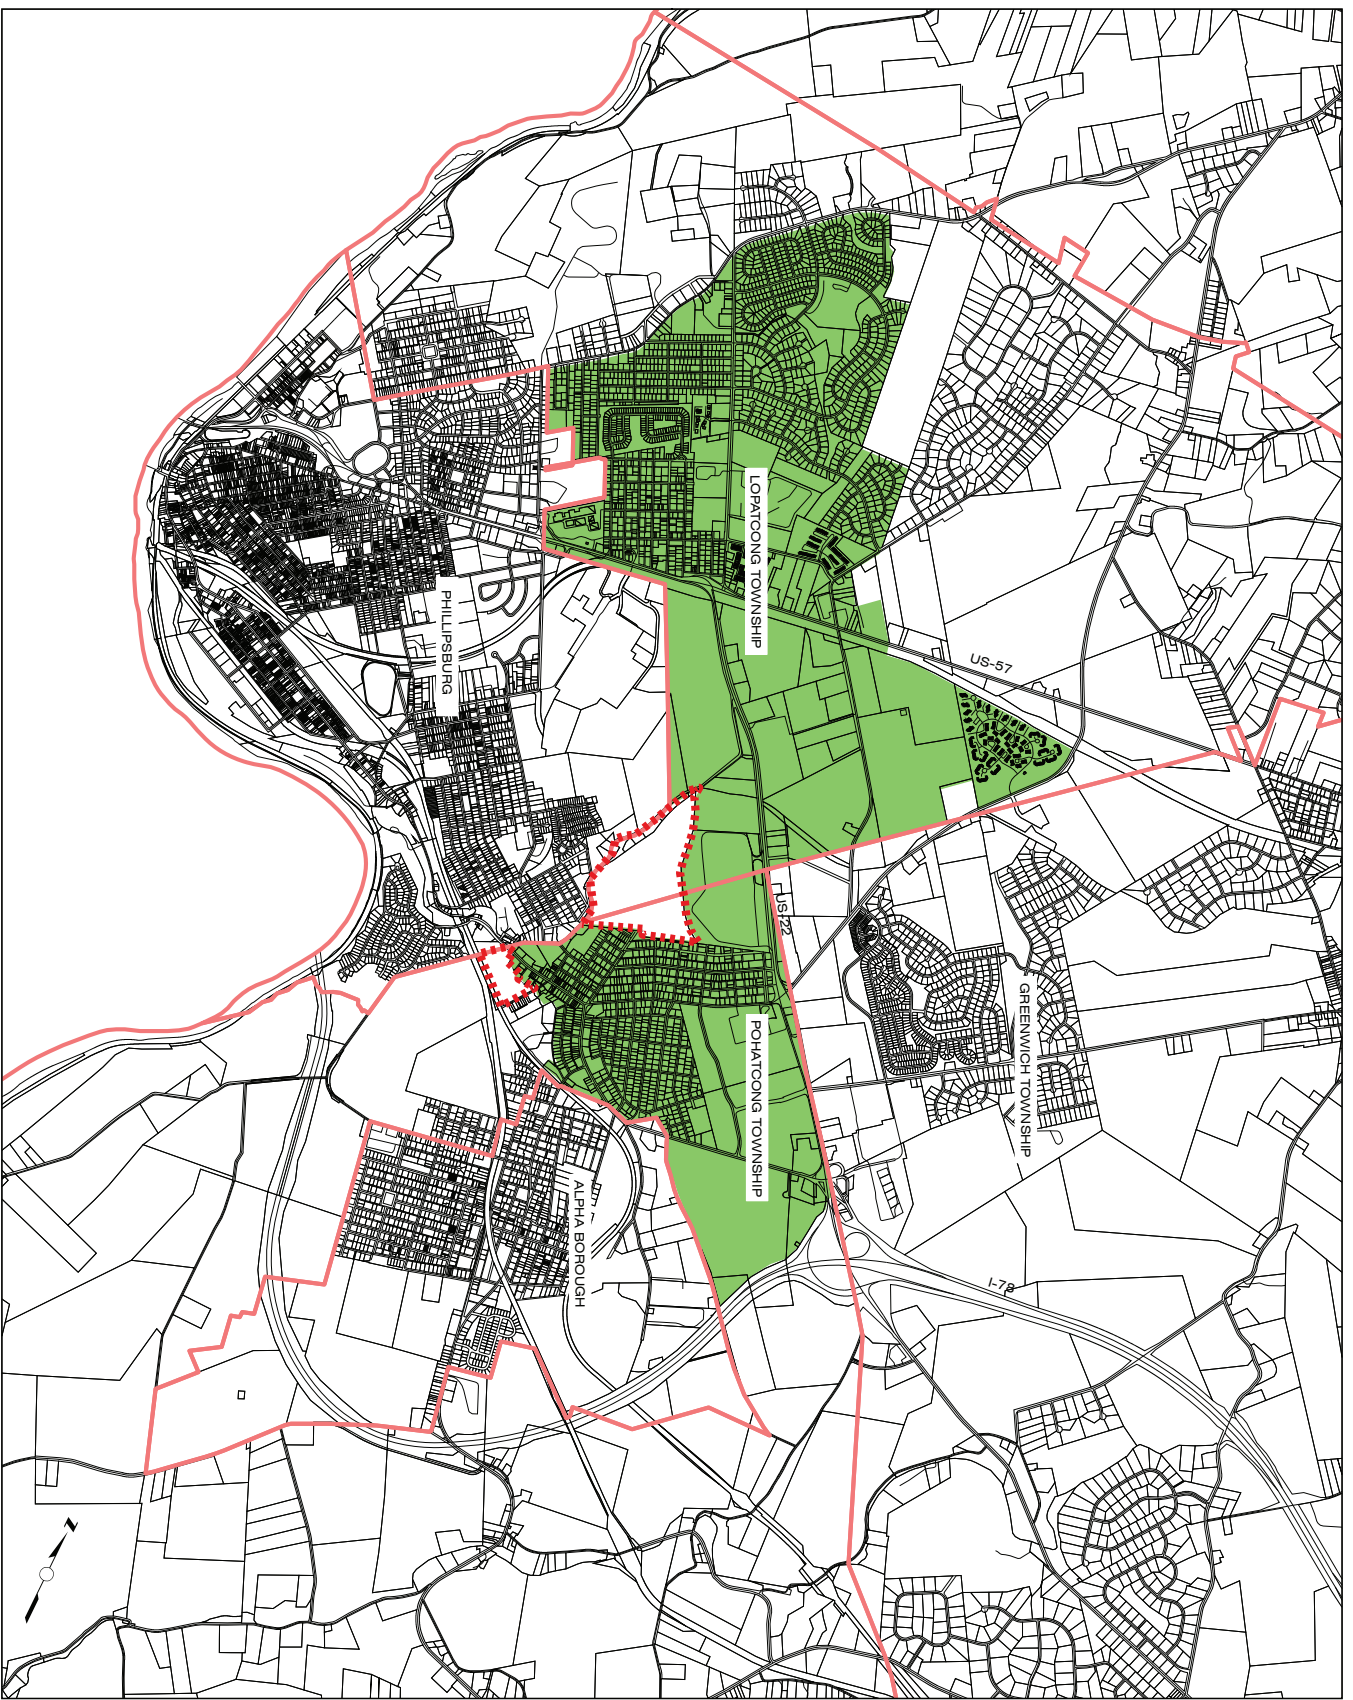 LOPATCONG TOWNSHIP
PHILLIPSBURG
US-57
US-22
GREENWICH TOWNSHIP
POHATCONG TOWNSHIP
ALPHA BOROUGH
I-78
N